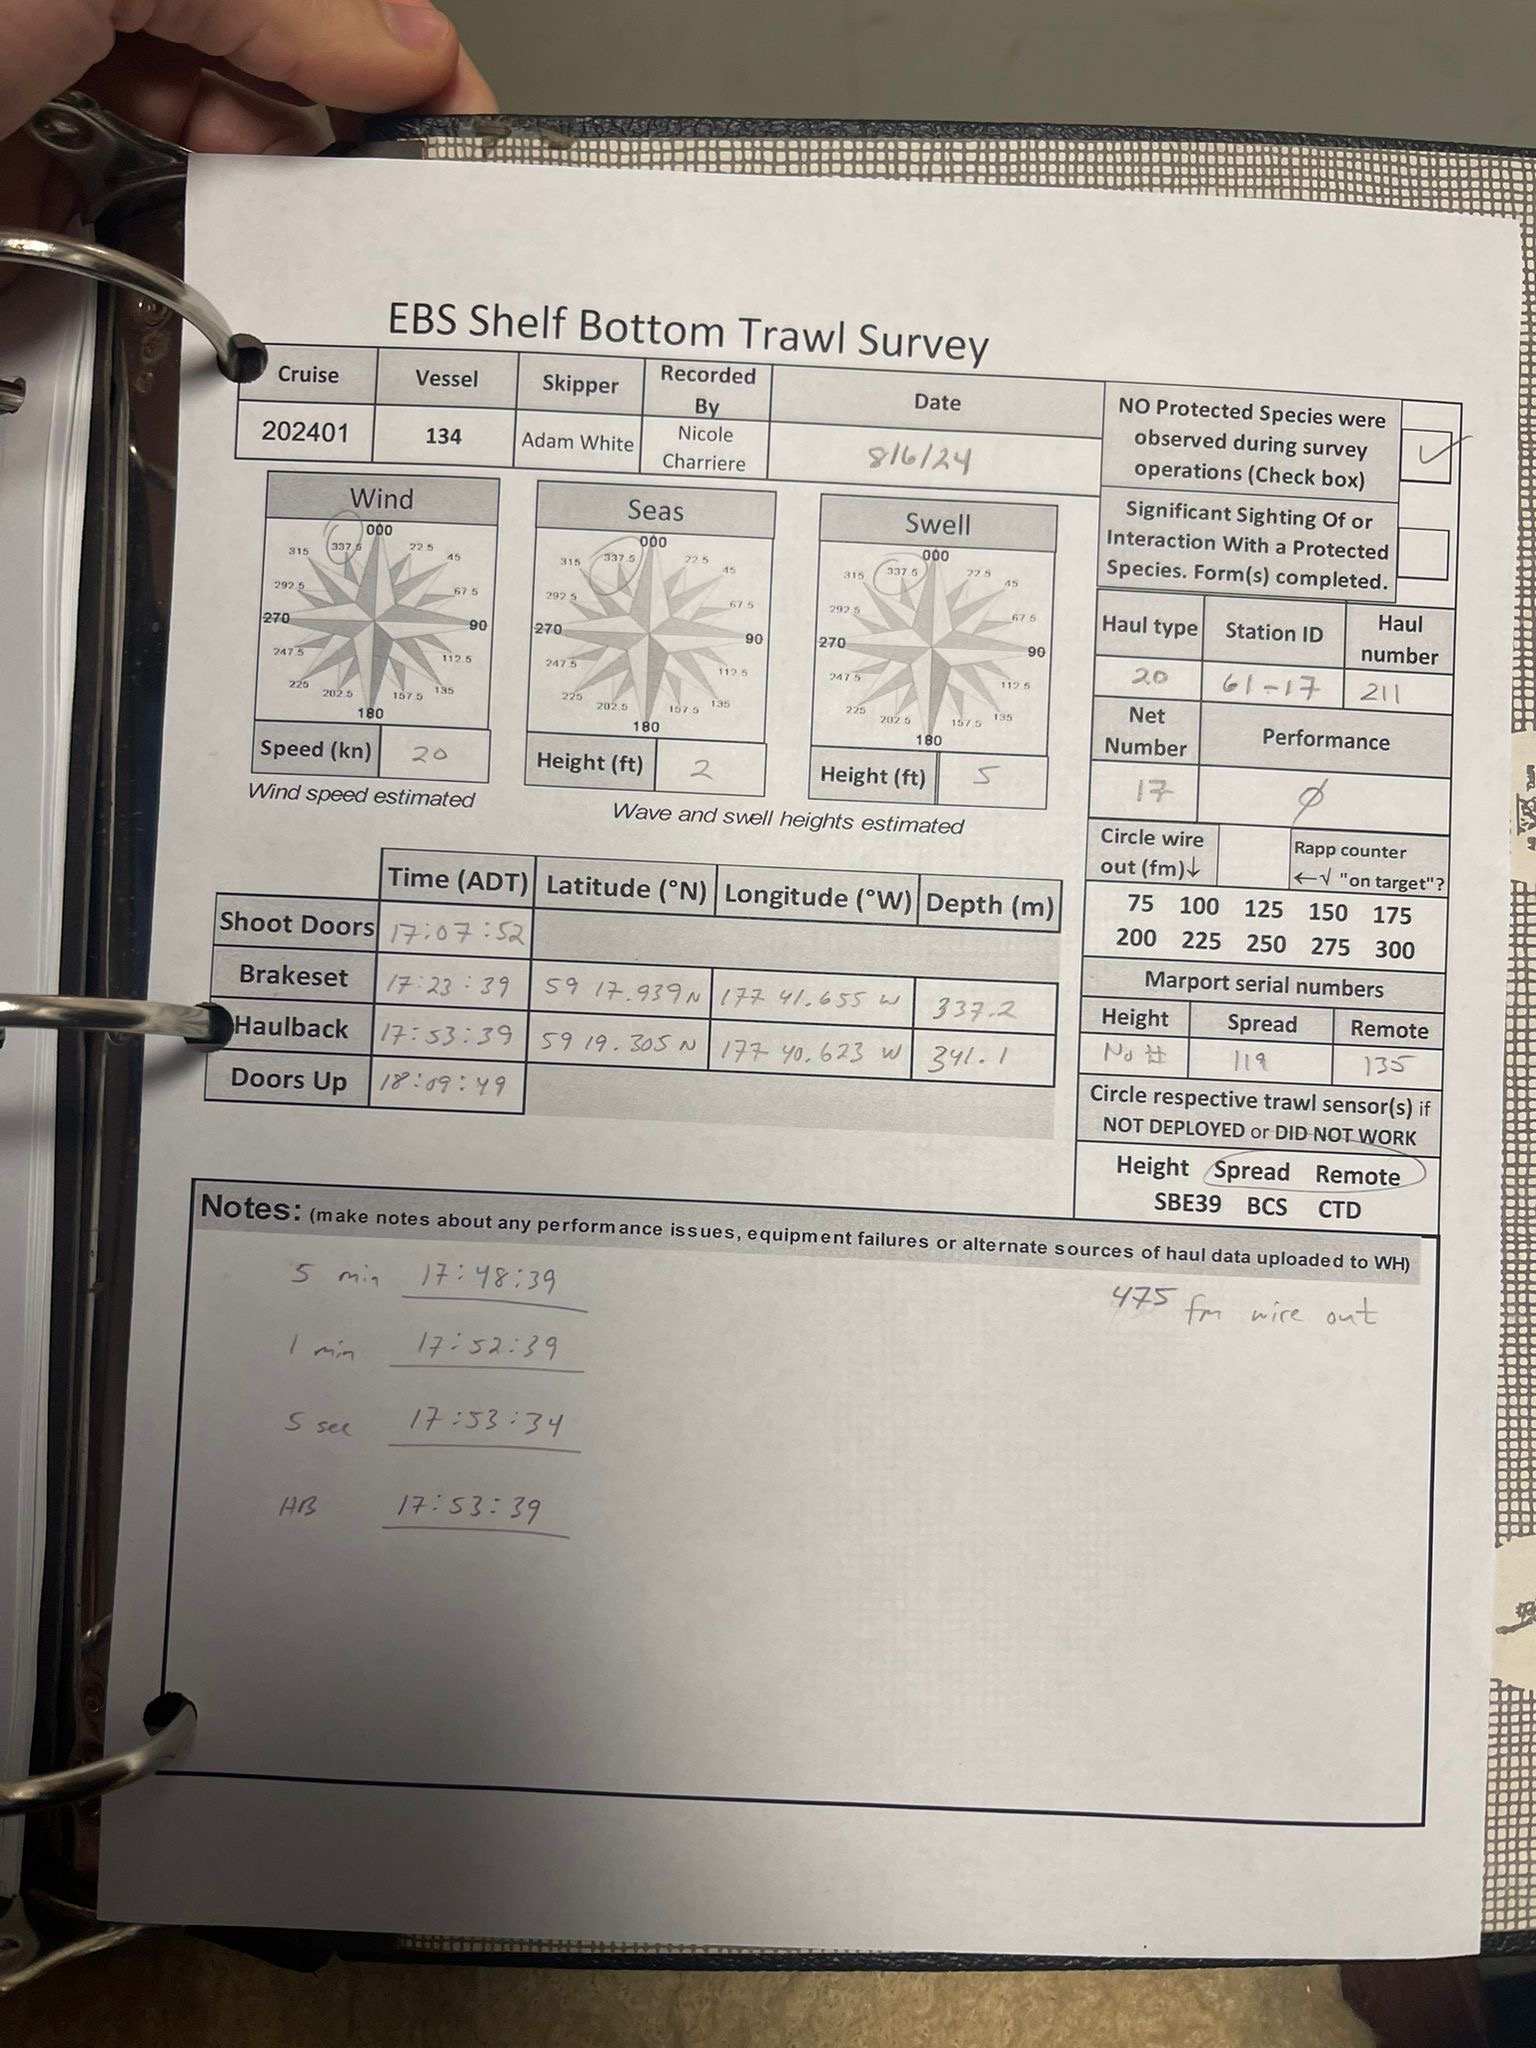 EBS Shelf Bottom Trawl Survey
Cruise Vessel Skipper Recorded By Date
202401 134 Adam White Nicole Charriere 8/6/24
NO Protected Species were
observed during survey
operations (Check box) ✓
Significant Sighting Of or
Interaction With a Protected
Species. Form(s) completed.
Wind
000
22.5
45
67.5
90
112.5
135
157.5
180
202.5
225
247.5
270
292.5
315
337.5
Speed (kn) 20
Wind speed estimated
Seas
000
22.5
45
67.5
90
112.5
135
157.5
180
202.5
225
247.5
270
292.5
315
337.5
Height (ft) 2
Swell
000
22.5
45
67.5
90
112.5
135
157.5
180
202.5
225
247.5
270
292.5
315
337.5
Height (ft) 5
Wave and swell heights estimated
Haul type Station ID Haul number
20 61-17 211
Net Number Performance
17 Ø
Circle wire
out (fm)↓
Rapp counter
←√ "on target"?
75 100 125 150 175
200 225 250 275 300
Marport serial numbers
Height Spread Remote
No # 119 135
Circle respective trawl sensor(s) if
NOT DEPLOYED or DID NOT WORK
Height Spread Remote
SBE39 BCS CTD
Time (ADT) Latitude (°N) Longitude (°W) Depth (m)
Shoot Doors 17:07:52
Brakeset 17:23:39 59 17.939 N 177 41.655 W 337.2
Haulback 17:53:39 59 19.305 N 177 40.623 W 341.1
Doors Up 18:09:49
Notes: (make notes about any performance issues, equipment failures or alternate sources of haul data uploaded to WH)
5 min 17:48:39
475 fm wire out
1 min 17:52:39
5 sec 17:53:34
HB 17:53:39